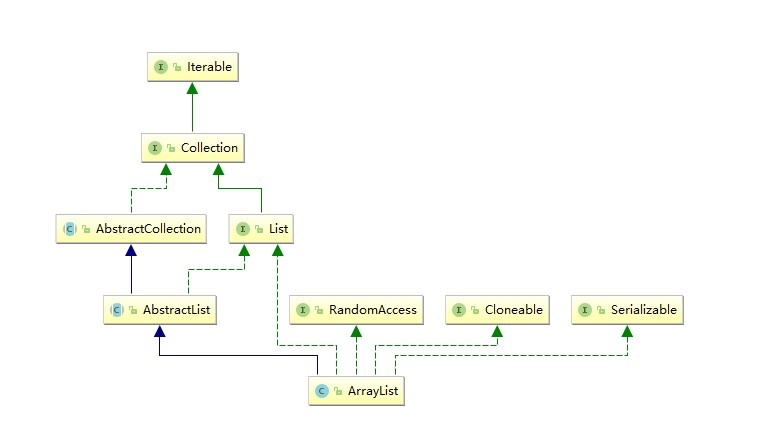 I Iterable
I Collection
C AbstractCollection
I List
C AbstractList
I RandomAccess
I Cloneable
I Serializable
C ArrayList